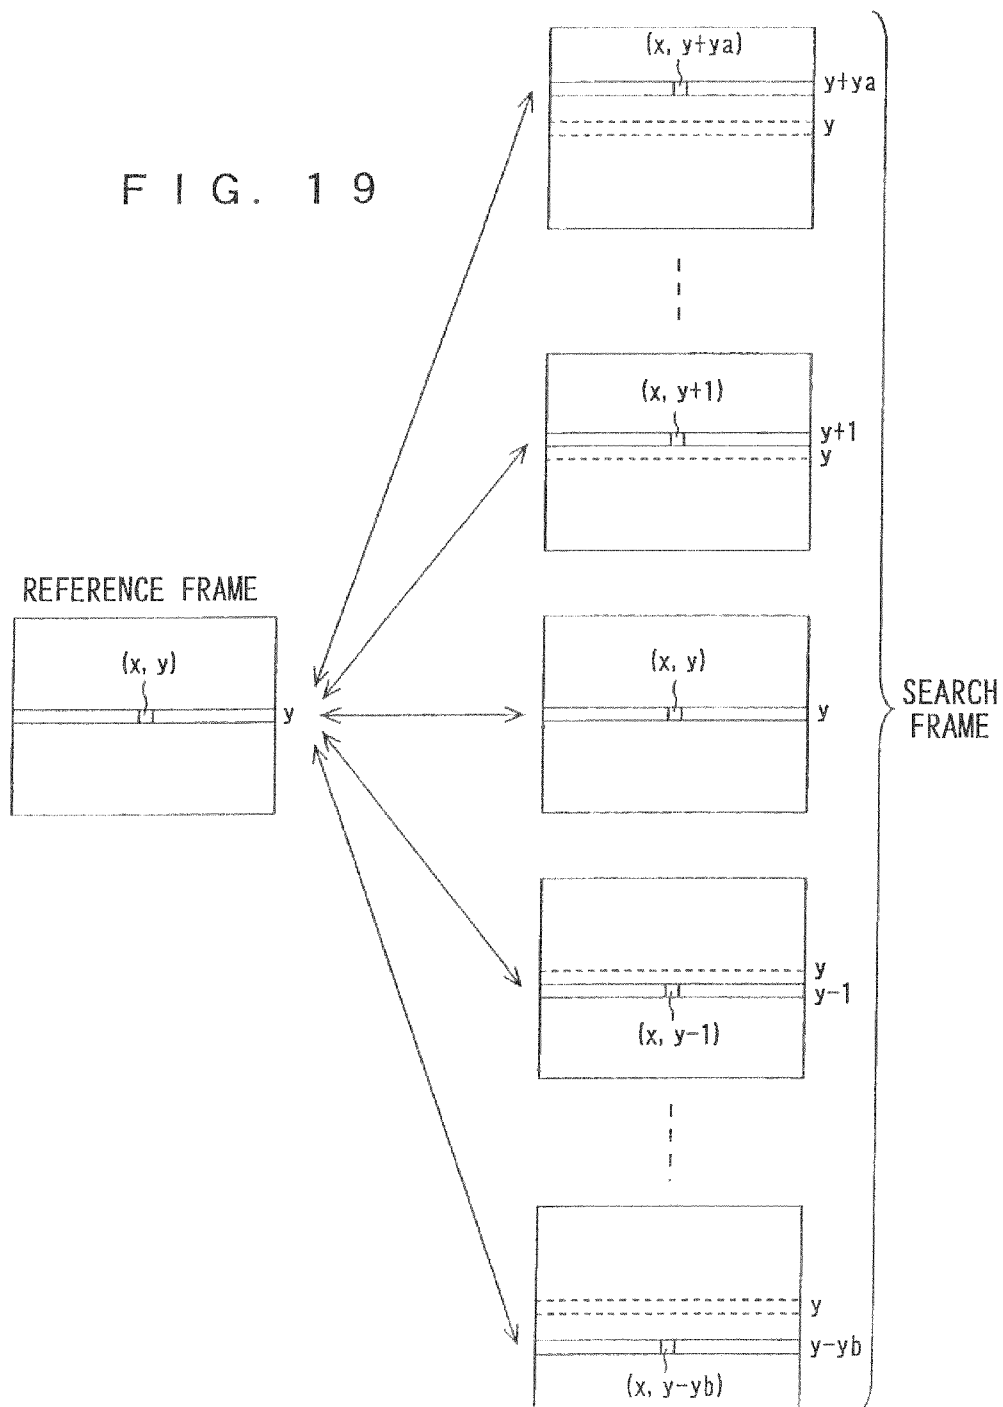 (x, y+ya)
y+ya
y
F I G. 1 9
(x, y+1)
y+1
y
REFERENCE FRAME
(x, y)
y
(x, y)
y
SEARCH
FRAME
y
y-1
(x, y-1)
y
y-yb
(x, y-yb)